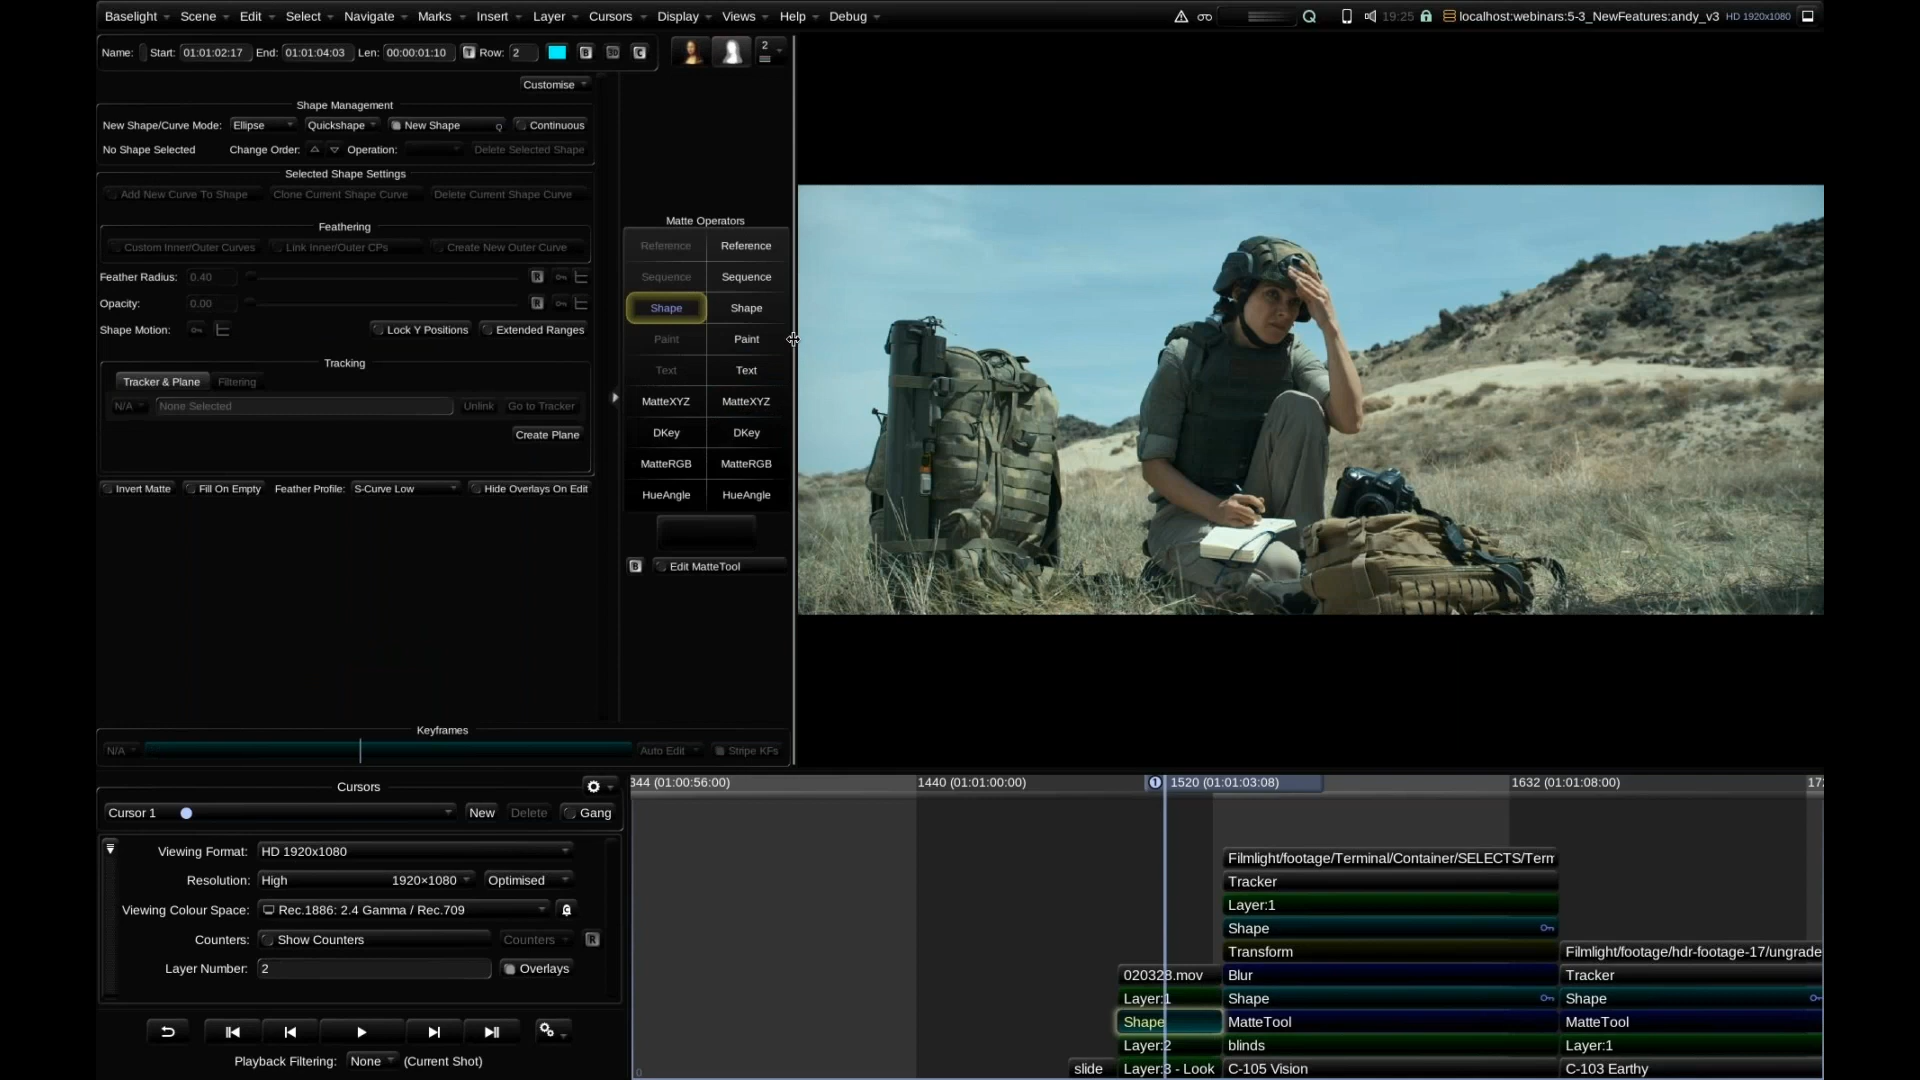 Baselight Scene Edit Select Navigate Marks Insert Layer Cursors Display Views Help Debug 19:25 localhost:webinars:5-3_NewFeatures:andy_v3 HD 1920x1080
Name: Start: 01:01:02:17 End: 01:01:04:03 Len: 00:00:01:10 T Row: 2 B 3D C 2
Customise
Shape Management
New Shape/Curve Mode: Ellipse Quickshape New Shape Q Continuous
No Shape Selected Change Order: Operation: Delete Selected Shape
Selected Shape Settings
Add New Curve To Shape Clone Current Shape Curve Delete Current Shape Curve
Feathering
Custom Inner/Outer Curves Link Inner/Outer CPs Create New Outer Curve
Feather Radius: 0.40 R
Opacity: 0.00 R
Shape Motion: Lock Y Positions Extended Ranges
Tracking
Tracker & Plane Filtering
N/A None Selected Unlink Go to Tracker
Create Plane
Invert Matte Fill On Empty Feather Profile: S-Curve Low Hide Overlays On Edit
Matte Operators
Reference Reference
Sequence Sequence
Shape Shape
Paint Paint
Text Text
MatteXYZ MatteXYZ
DKey DKey
MatteRGB MatteRGB
HueAngle HueAngle
B Edit MatteTool
Keyframes
N/A Auto Edit Stripe KFs
Cursors
Cursor 1 New Delete Gang
Viewing Format: HD 1920x1080
Resolution: High 1920×1080 Optimised
Viewing Colour Space: Rec.1886: 2.4 Gamma / Rec.709
Counters: Show Counters Counters R
Layer Number: 2 Overlays
Playback Filtering: None (Current Shot)
344 (01:00:56:00) 1440 (01:01:00:00) 1 1520 (01:01:03:08) 1632 (01:01:08:00) 17
Filmlight/footage/Terminal/Container/SELECTS/Term
Tracker
Layer:1
Shape
Transform Filmlight/footage/hdr-footage-17/ungrade
020328.mov Blur Tracker
Layer:1 Shape Shape
Shape MatteTool MatteTool
Layer:2 blinds Layer:1
0 slide Layer:3 - Look C-105 Vision C-103 Earthy